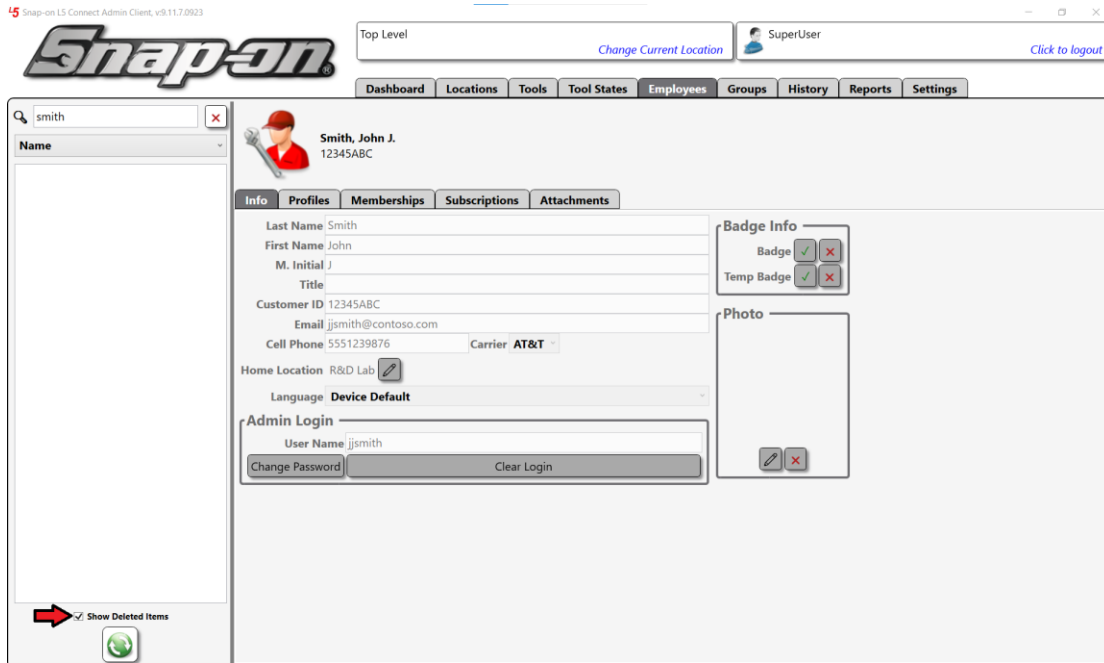 L5 Snap-on L5 Connect Admin Client, v:9.11.7.0923
Snap-on®
Top Level
Change Current Location
SuperUser
Click to logout
Dashboard Locations Tools Tool States Employees Groups History Reports Settings
smith
Name
Smith, John J.
12345ABC
Info Profiles Memberships Subscriptions Attachments
Last Name Smith
First Name John
M. Initial J
Title
Customer ID 12345ABC
Email jjsmith@contoso.com
Cell Phone 5551239876 Carrier AT&T
Home Location R&D Lab
Language Device Default
Admin Login
User Name jjsmith
Change Password Clear Login
Badge Info
Badge
Temp Badge
Photo
Show Deleted Items